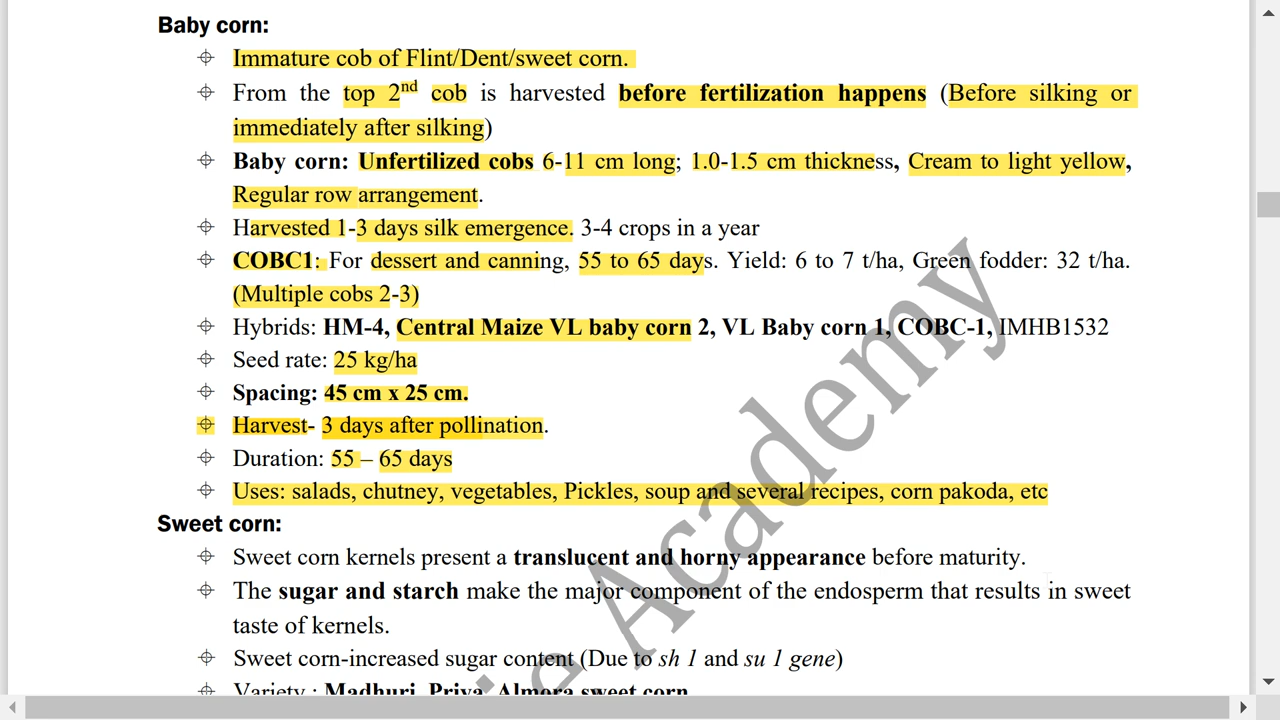 Baby corn:
Immature cob of Flint/Dent/sweet corn.
From the top 2nd cob is harvested before fertilization happens (Before silking or
immediately after silking)
Baby corn: Unfertilized cobs 6-11 cm long; 1.0-1.5 cm thickness, Cream to light yellow,
Regular row arrangement.
Harvested 1-3 days silk emergence. 3-4 crops in a year
COBC1: For dessert and canning, 55 to 65 days. Yield: 6 to 7 t/ha, Green fodder: 32 t/ha.
(Multiple cobs 2-3)
Hybrids: HM-4, Central Maize VL baby corn 2, VL Baby corn 1, COBC-1, IMHB1532
Seed rate: 25 kg/ha
Spacing: 45 cm x 25 cm.
Harvest- 3 days after pollination.
Duration: 55 – 65 days
Uses: salads, chutney, vegetables, Pickles, soup and several recipes, corn pakoda, etc
Sweet corn:
Sweet corn kernels present a translucent and horny appearance before maturity.
The sugar and starch make the major component of the endosperm that results in sweet
taste of kernels.
Sweet corn-increased sugar content (Due to sh 1 and su 1 gene)
Variety : Madhuri, Priya, Almora sweet corn
Academy